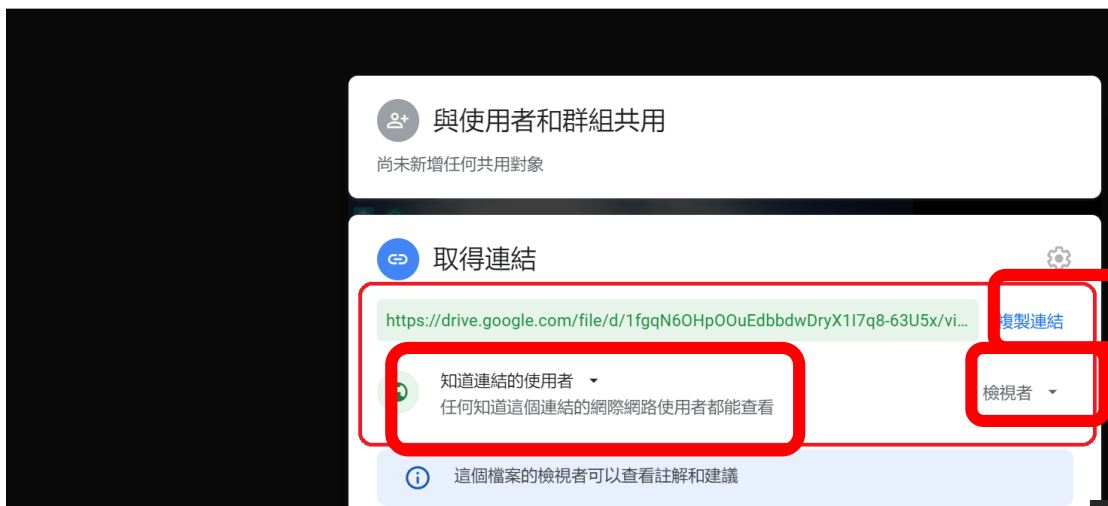 與使用者和群組共用
尚未新增任何共用對象
取得連結
https://drive.google.com/file/d/1fgqN6OHpOOuEdbbdwDryX1I7q8-63U5x/vi...
複製連結
知道連結的使用者
任何知道這個連結的網際網路使用者都能查看
檢視者
這個檔案的檢視者可以查看註解和建議